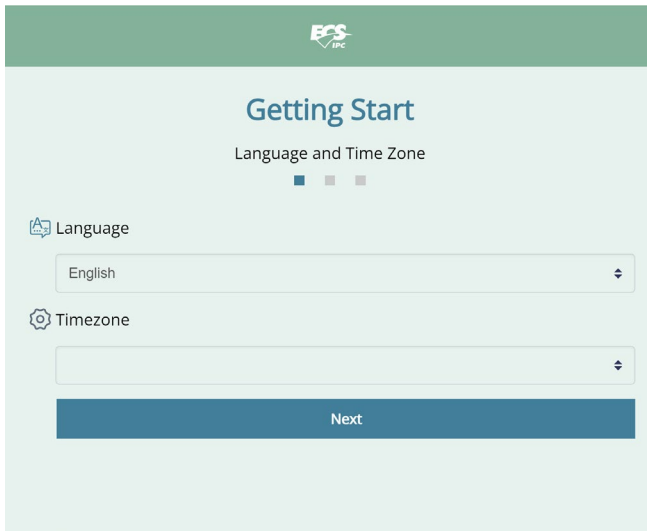 ECS
IPC
Getting Start
Language and Time Zone
Language
English
Timezone
Next